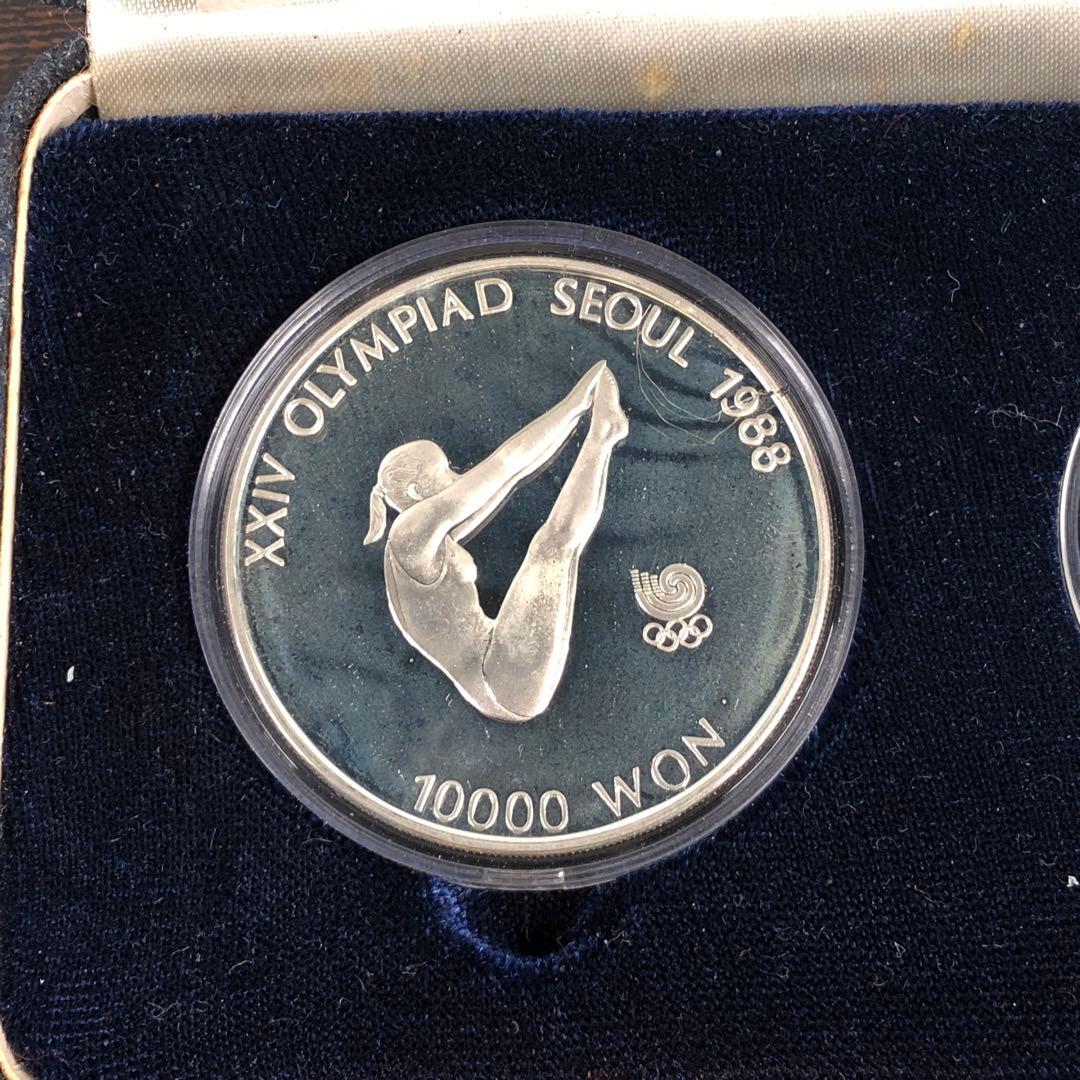 XXIV OLYMPIAD SEOUL 1988
10000 WON